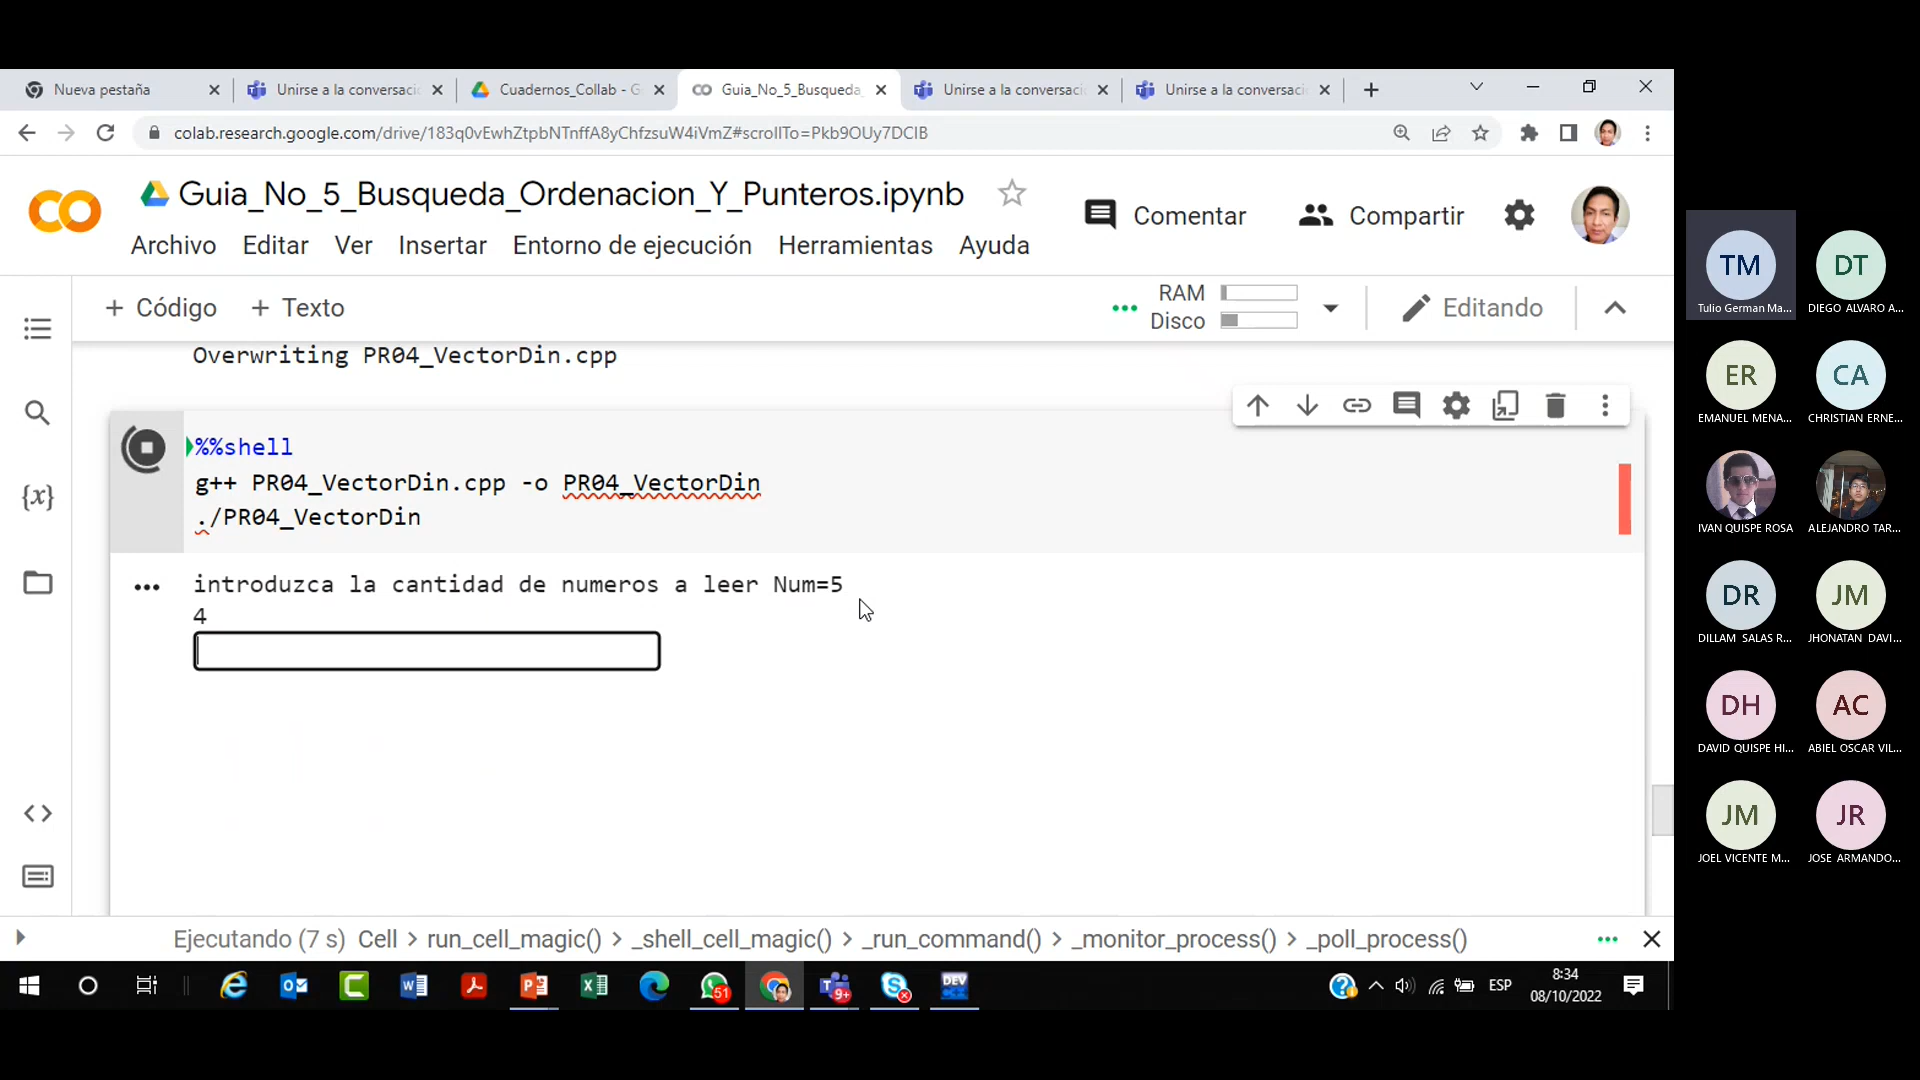 Nueva pestaña
Unirse a la conversaci
Cuadernos_Collab - G
Guia_No_5_Busqueda_
Unirse a la conversaci
Unirse a la conversaci
colab.research.google.com/drive/183q0vEwhZtpbNTnffA8yChfzsuW4iVmZ#scrollTo=Pkb9OUy7DCIB
Guia_No_5_Busqueda_Ordenacion_Y_Punteros.ipynb
Comentar
Compartir
Archivo Editar Ver Insertar Entorno de ejecución Herramientas Ayuda
+ Código + Texto
RAM
Disco
Editando
Overwriting PR04_VectorDin.cpp
%%shell
g++ PR04_VectorDin.cpp -o PR04_VectorDin
./PR04_VectorDin
introduzca la cantidad de numeros a leer Num=5
4
{x}
Ejecutando (7 s) Cell > run_cell_magic() > _shell_cell_magic() > _run_command() > _monitor_process() > _poll_process()
51
9+
DEV
ESP
8:34
08/10/2022
TM
Tulio German Ma...
DT
DIEGO ALVARO A...
ER
EMANUEL MENA...
CA
CHRISTIAN ERNE...
IVAN QUISPE ROSA
ALEJANDRO TAR...
DR
DILLAM SALAS R...
JM
JHONATAN DAVI...
DH
DAVID QUISPE HI...
AC
ABIEL OSCAR VIL...
JM
JOEL VICENTE M...
JR
JOSE ARMANDO...